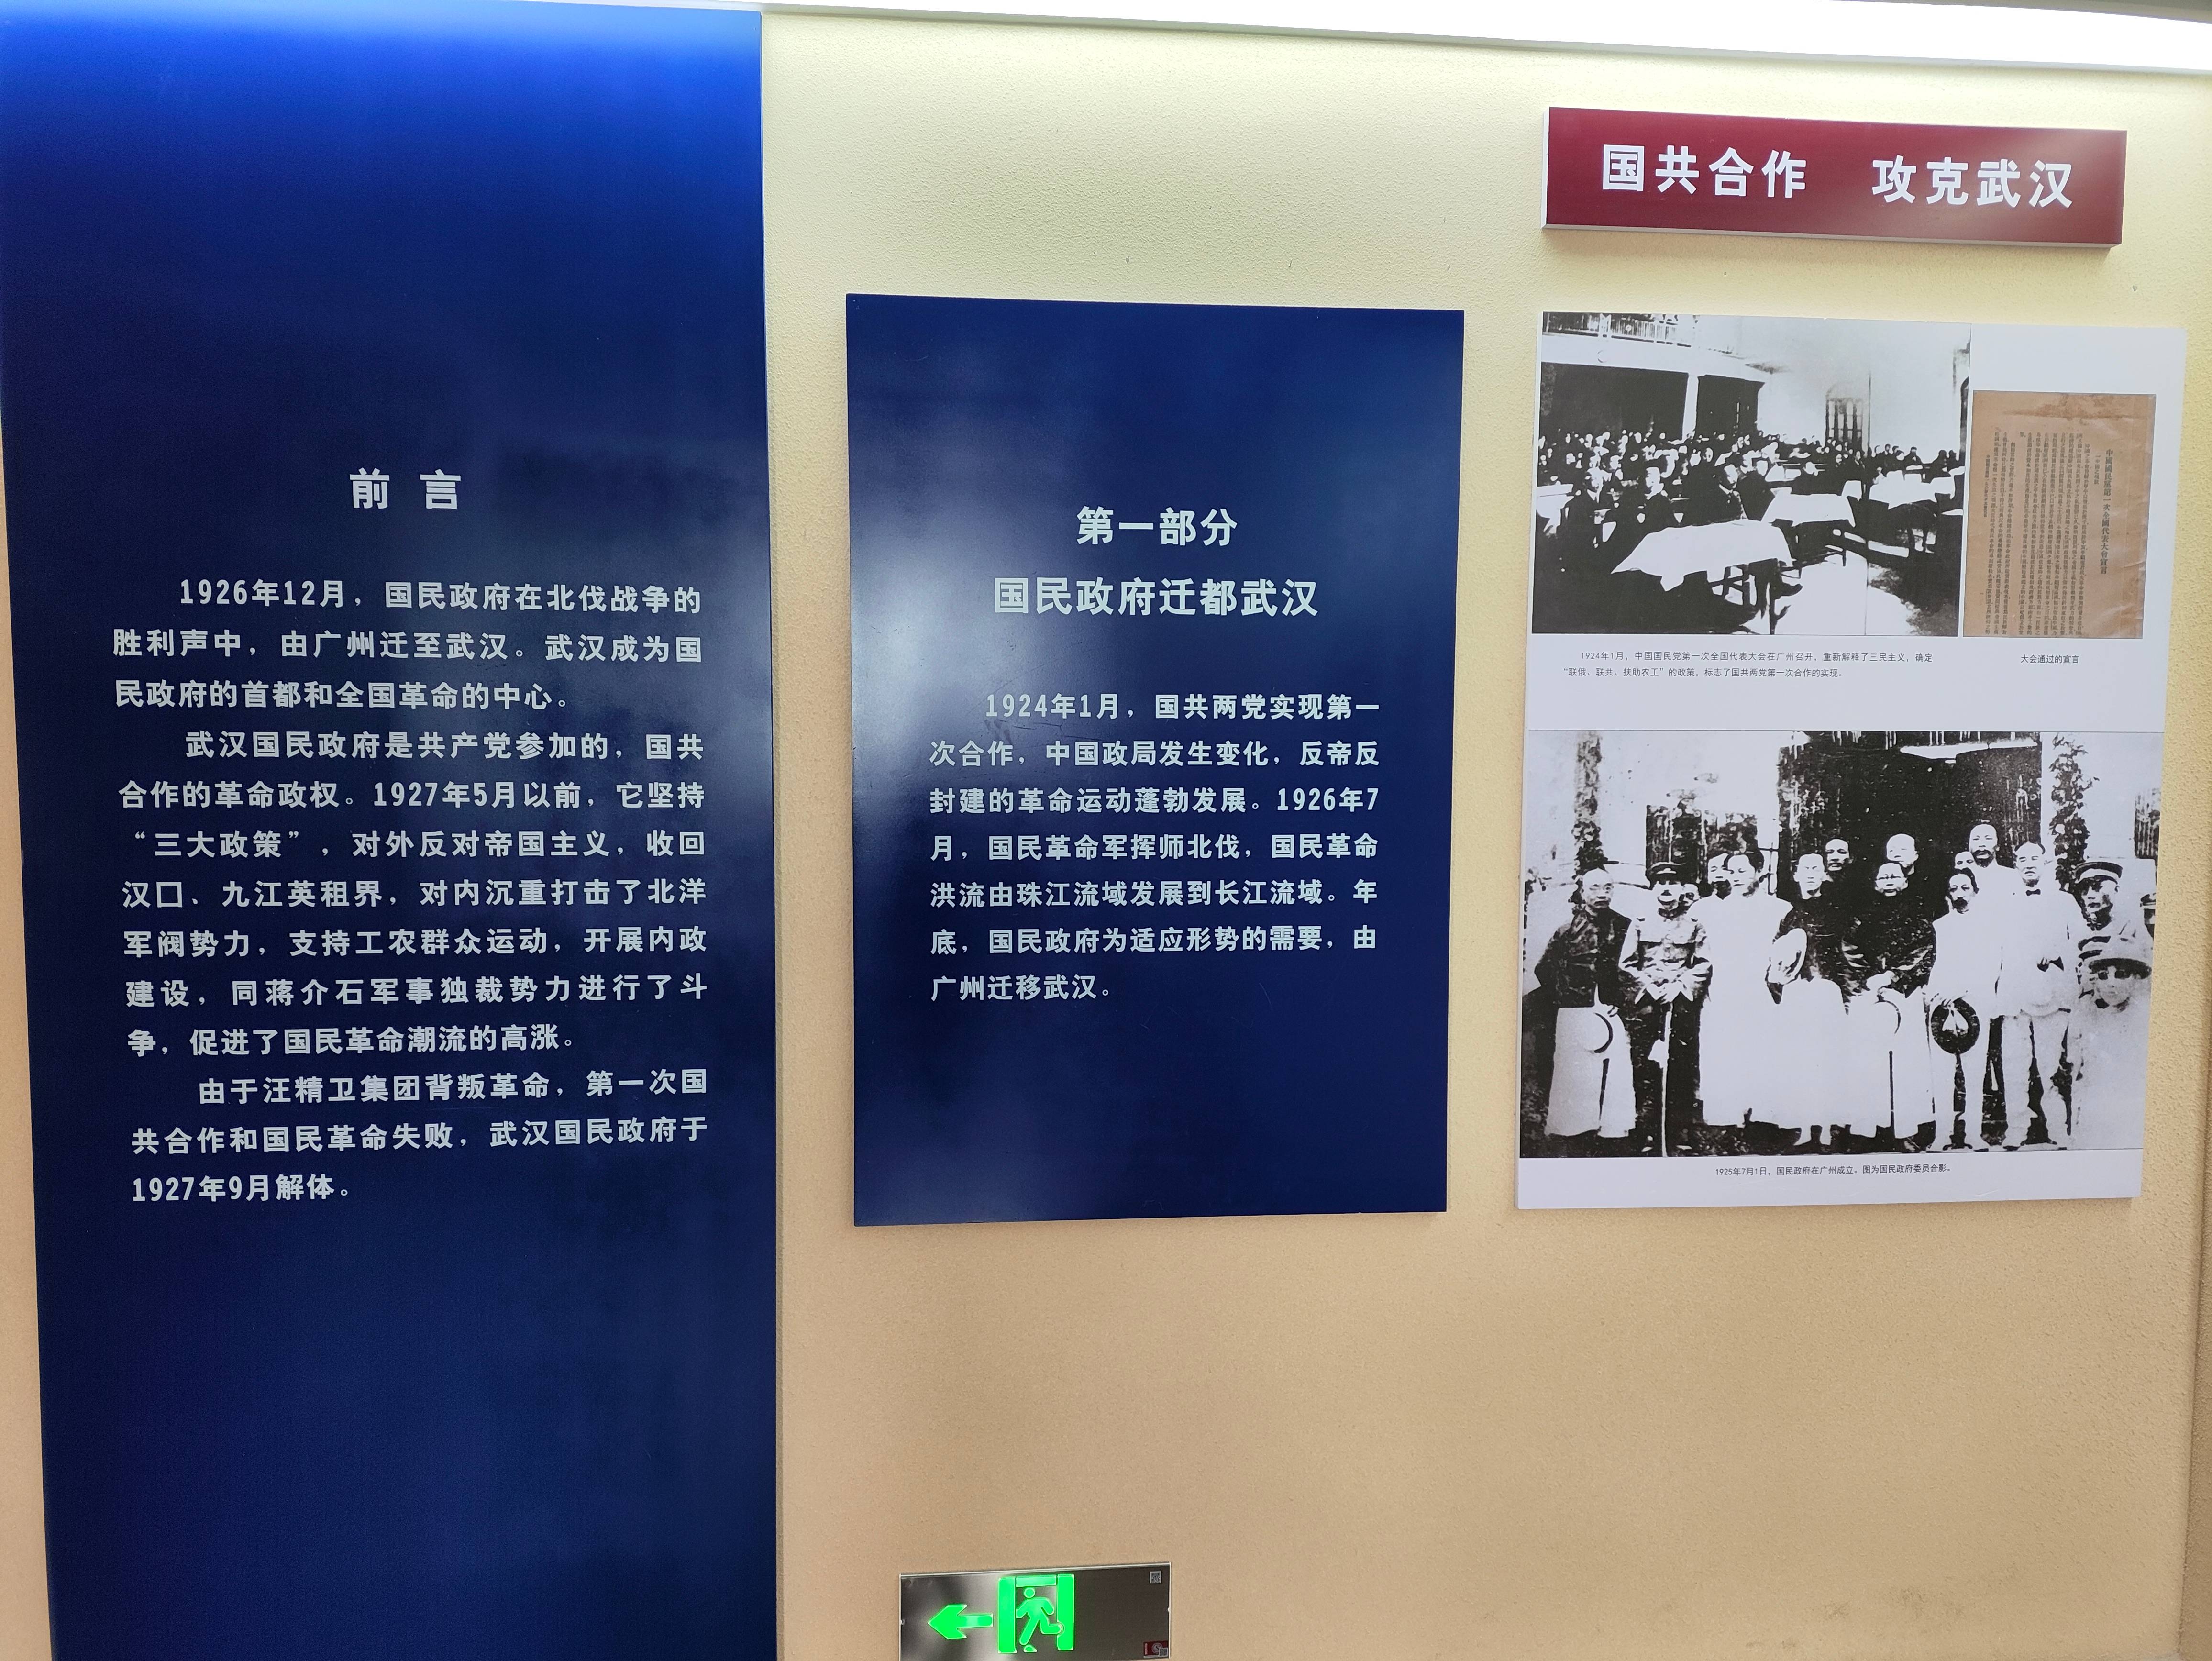 前言
1926年12月，国民政府在北伐战争的
胜利声中，由广州迁至武汉。武汉成为国
民政府的首都和全国革命的中心。
武汉国民政府是共产党参加的，国共
合作的革命政权。1927年5月以前，它坚持
“三大政策”，对外反对帝国主义，收回
汉口、九江英租界，对内沉重打击了北洋
军阀势力，支持工农群众运动，开展内政
建设，同蒋介石军事独裁势力进行了斗
争，促进了国民革命潮流的高涨。
由于汪精卫集团背叛革命，第一次国
共合作和国民革命失败，武汉国民政府于
1927年9月解体。
第一部分
国民政府迁都武汉
1924年1月，国共两党实现第一
次合作，中国政局发生变化，反帝反
封建的革命运动蓬勃发展。1926年7
月，国民革命军挥师北伐，国民革命
洪流由珠江流域发展到长江流域。年
底，国民政府为适应形势的需要，由
广州迁移武汉。
国共合作 攻克武汉
中國國民黨第一次全國代表大會宣言
1924年1月，中国国民党第一次全国代表大会在广州召开，重新解释了三民主义，确定
“联俄、联共、扶助农工”的政策，标志了国共两党第一次合作的实现。
大会通过的宣言
1925年7月1日，国民政府在广州成立。图为国民政府委员合影。